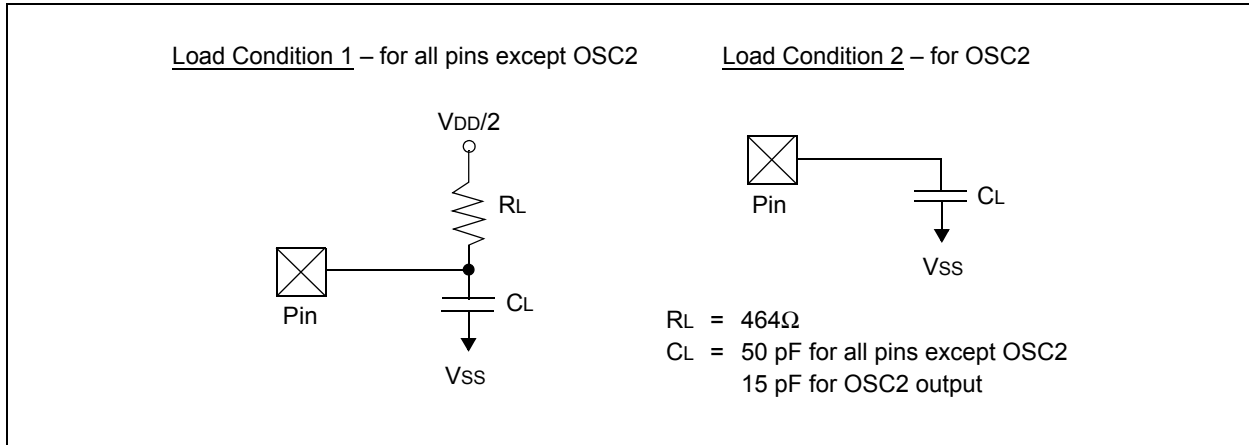 Load Condition 1 – for all pins except OSC2
Load Condition 2 – for OSC2
VDD/2
RL
Pin
CL
VSS
Pin
CL
VSS
RL = 464Ω
CL = 50 pF for all pins except OSC2
15 pF for OSC2 output